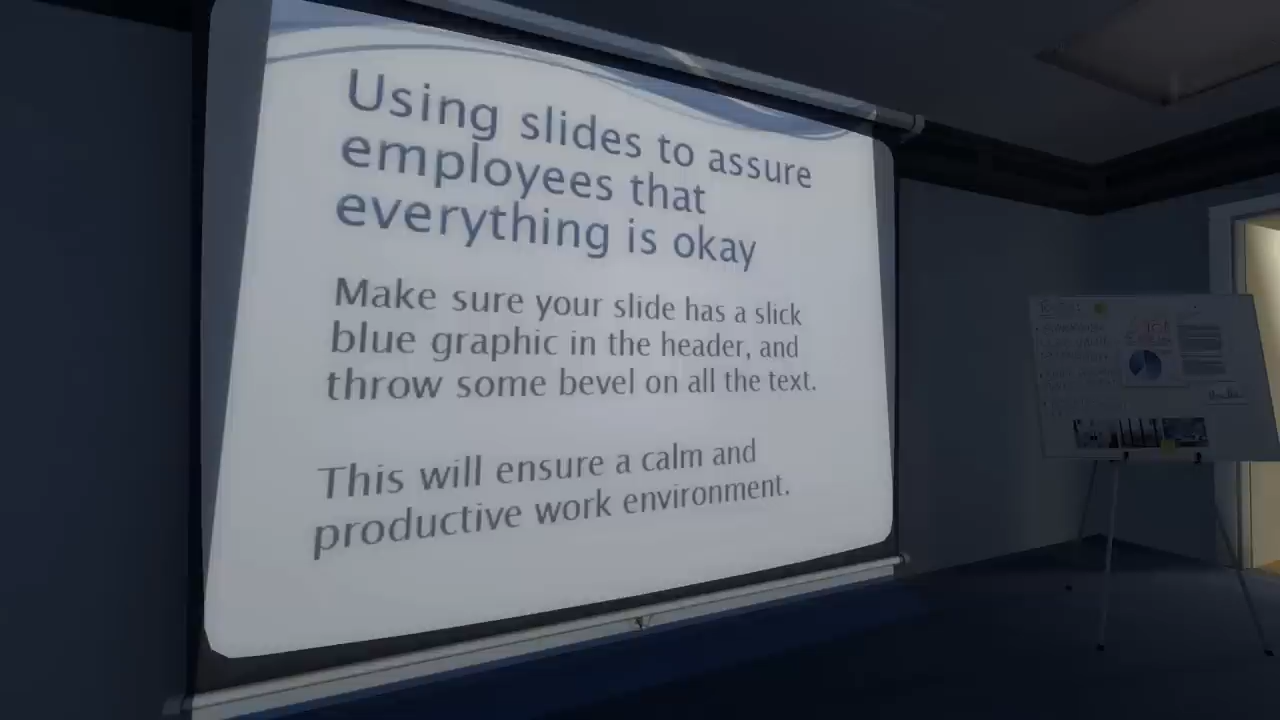 Using slides to assure
employees that
everything is okay
Make sure your slide has a slick
blue graphic in the header, and
throw some bevel on all the text.
This will ensure a calm and
productive work environment.